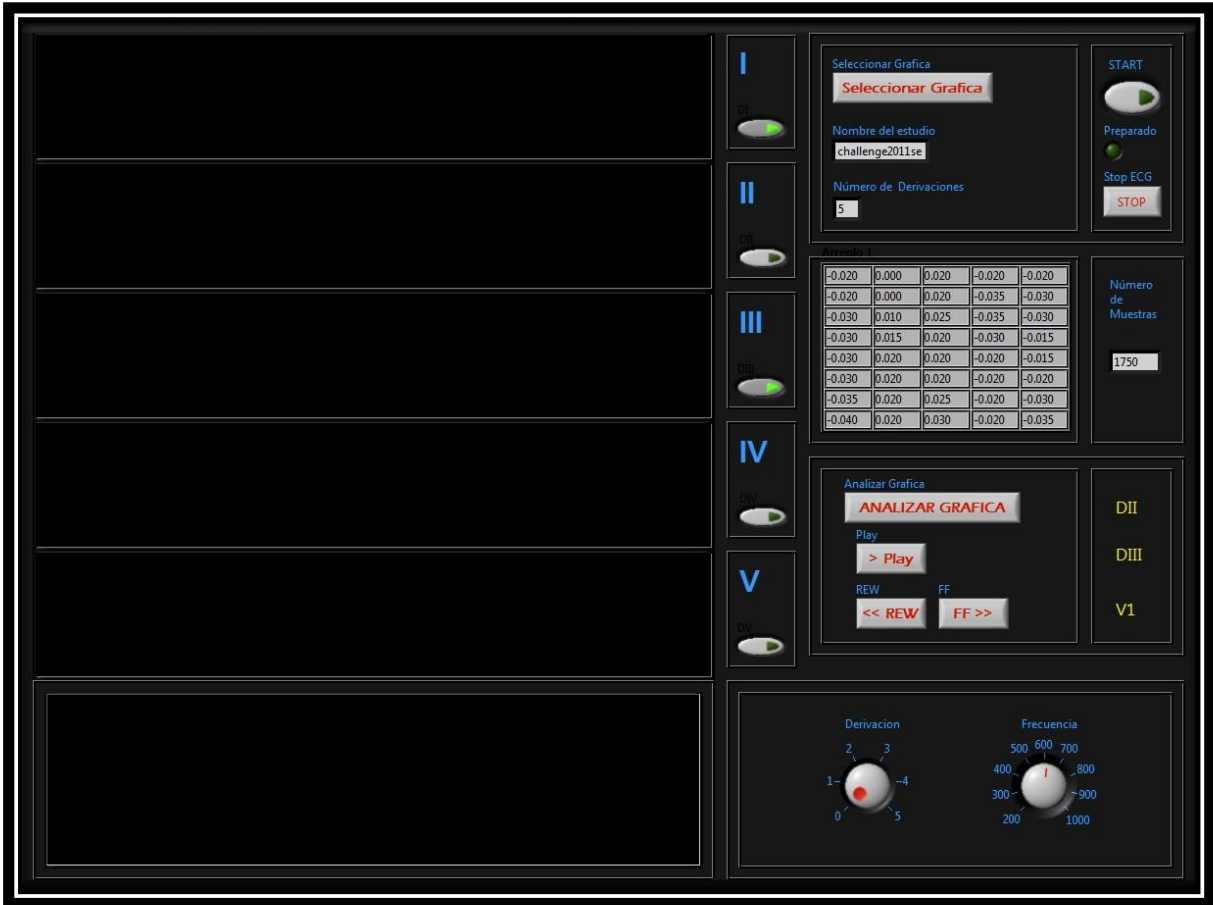 I
DI
II
DII
III
DIII
IV
DIV
V
DV
Seleccionar Grafica
Seleccionar Grafica
Nombre del estudio
challenge2011se
Número de Derivaciones
5
START
Preparado
Stop ECG
STOP
Arreglo 1
-0.020 0.000 0.020 -0.020 -0.020
-0.020 0.000 0.020 -0.035 -0.030
-0.030 0.010 0.025 -0.035 -0.030
-0.030 0.015 0.020 -0.030 -0.015
-0.030 0.020 0.020 -0.020 -0.015
-0.030 0.020 0.020 -0.020 -0.020
-0.035 0.020 0.025 -0.020 -0.030
-0.040 0.020 0.030 -0.020 -0.035
Número
de
Muestras
1750
Analizar Grafica
ANALIZAR GRAFICA
Play
> Play
REW FF
<< REW FF >>
DII
DIII
V1
Derivacion
0 1 2 3 4 5
Frecuencia
200 300 400 500 600 700 800 900 1000